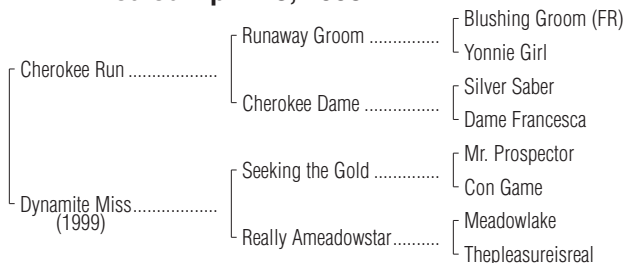 Runaway Groom ...............
Blushing Groom (FR)
Yonnie Girl
Cherokee Run ...................
Cherokee Dame ................
Silver Saber
Dame Francesca
Seeking the Gold ..............
Mr. Prospector
Con Game
Dynamite Miss..................
(1999)
Really Ameadowstar..........
Meadowlake
Thepleasureisreal